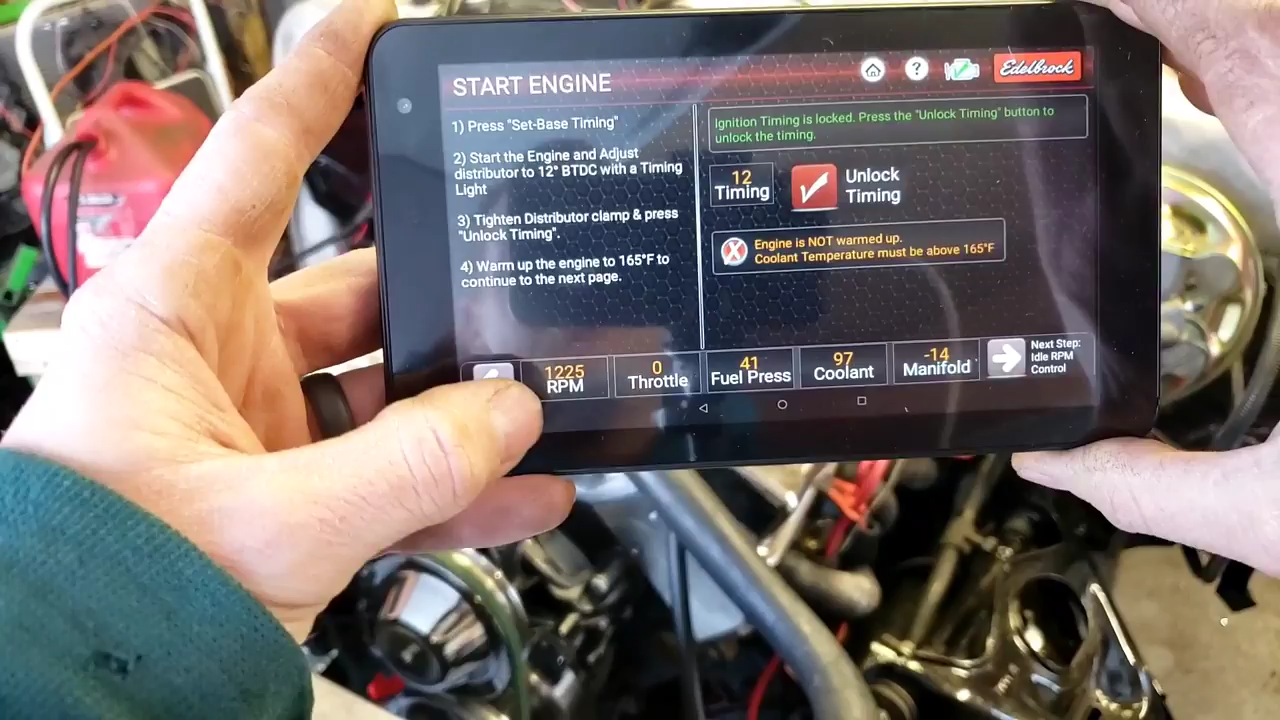 START ENGINE
Edelbrock
1) Press "Set-Base Timing"
2) Start the Engine and Adjust
distributor to 12° BTDC with a Timing
Light
3) Tighten Distributor clamp & press
"Unlock Timing".
4) Warm up the engine to 165°F to
continue to the next page.
Ignition Timing is locked. Press the "Unlock Timing" button to
unlock the timing.
12
Timing
Unlock
Timing
Engine is NOT warmed up.
Coolant Temperature must be above 165°F
1225
RPM
0
Throttle
41
Fuel Press
97
Coolant
-14
Manifold
Next Step:
Idle RPM
Control